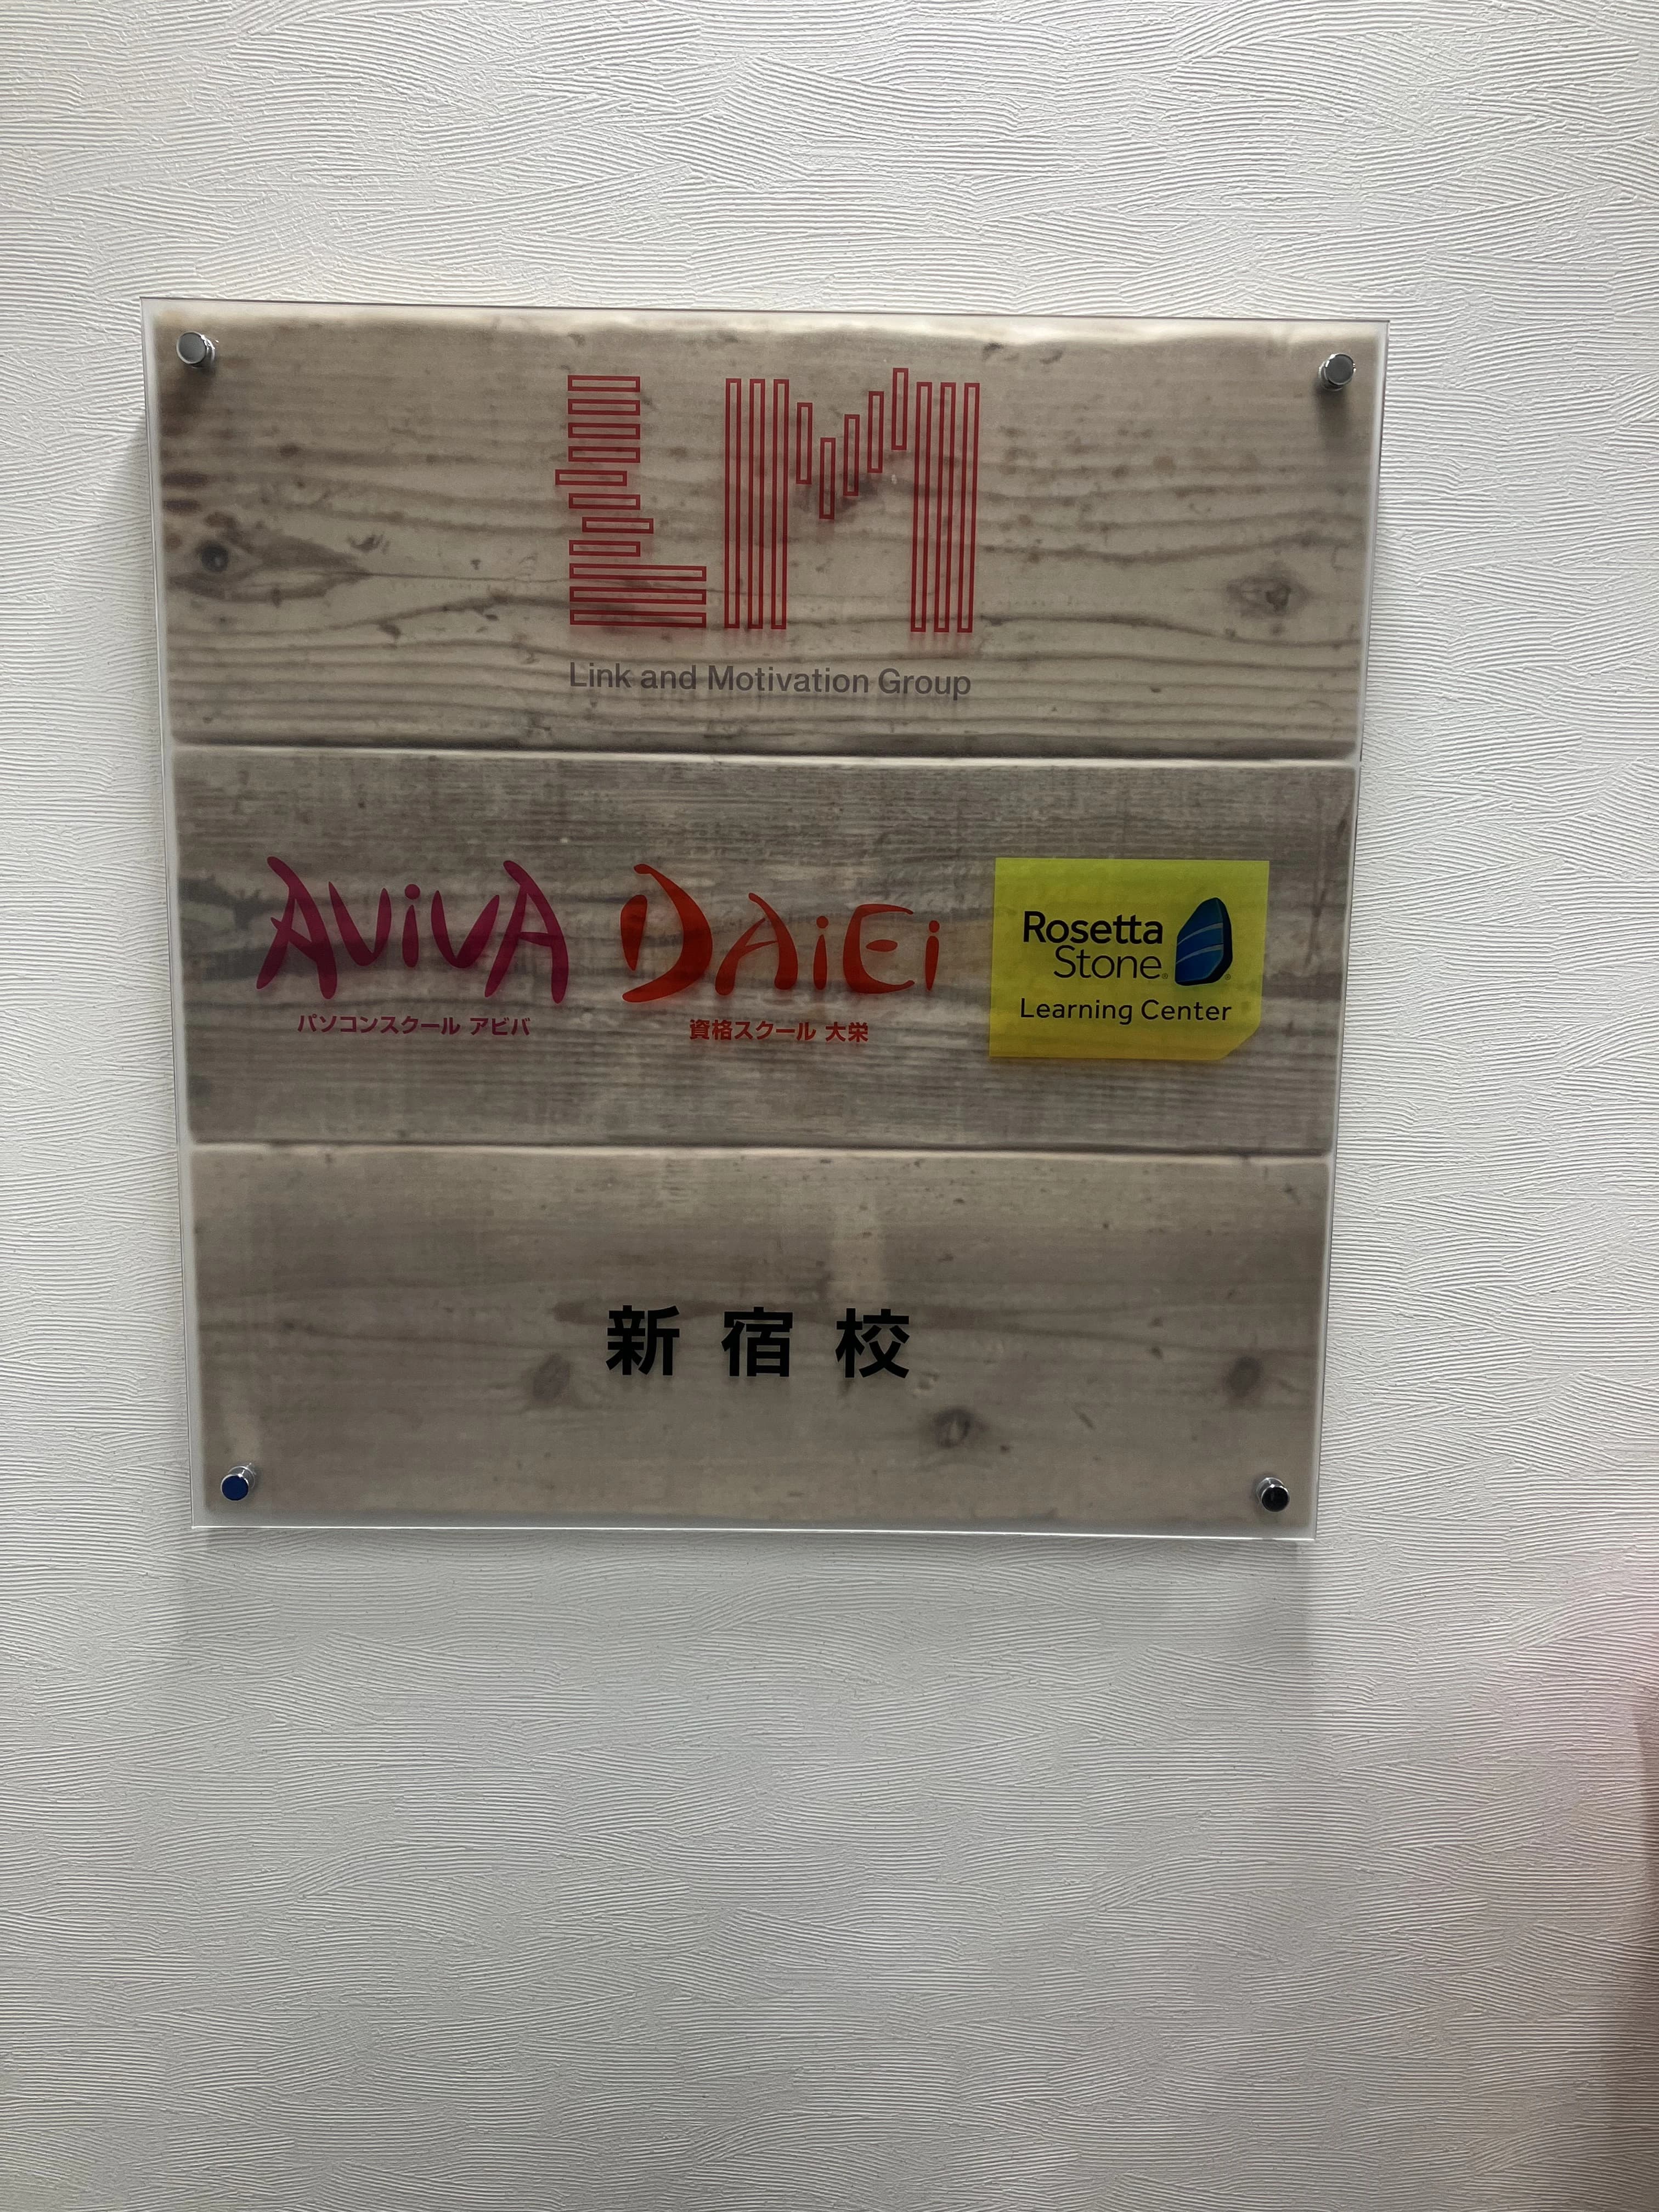 LM
Link and Motivation Group
AViVA
パソコンスクール アビバ
DAiEi
資格スクール 大栄
Rosetta
Stone®
Learning Center
新宿校